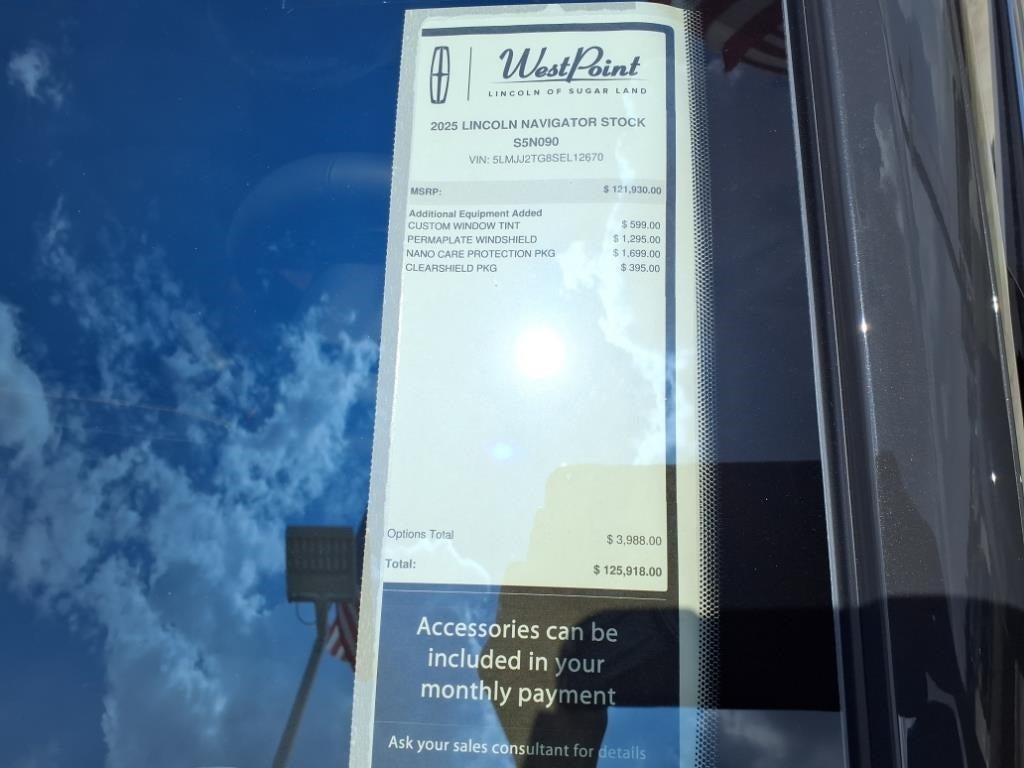 WestPoint
LINCOLN OF SUGAR LAND
2025 LINCOLN NAVIGATOR STOCK
S5N090
VIN: 5LMJJ2TG8SEL12670
MSRP: $ 121,930.00
Additional Equipment Added
CUSTOM WINDOW TINT $ 599.00
PERMAPLATE WINDSHIELD $ 1,295.00
NANO CARE PROTECTION PKG $ 1,699.00
CLEARSHIELD PKG $ 395.00
Options Total $ 3,988.00
Total: $ 125,918.00
Accessories can be
included in your
monthly payment
Ask your sales consultant for details